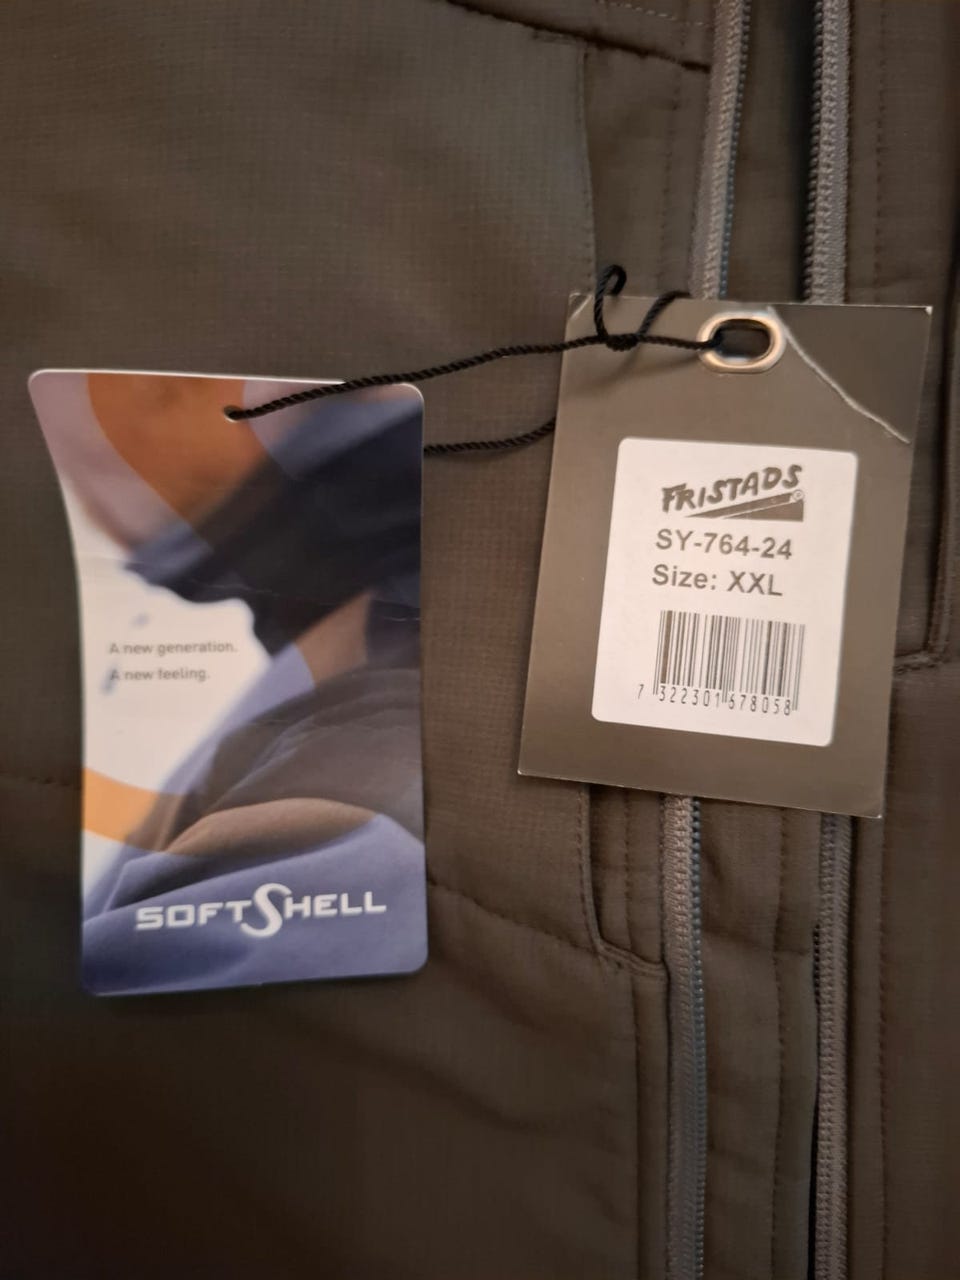 A new generation.
A new feeling.
SOFTSHELL
FRISTADS®
SY-764-24
Size: XXL
7 322301 678058